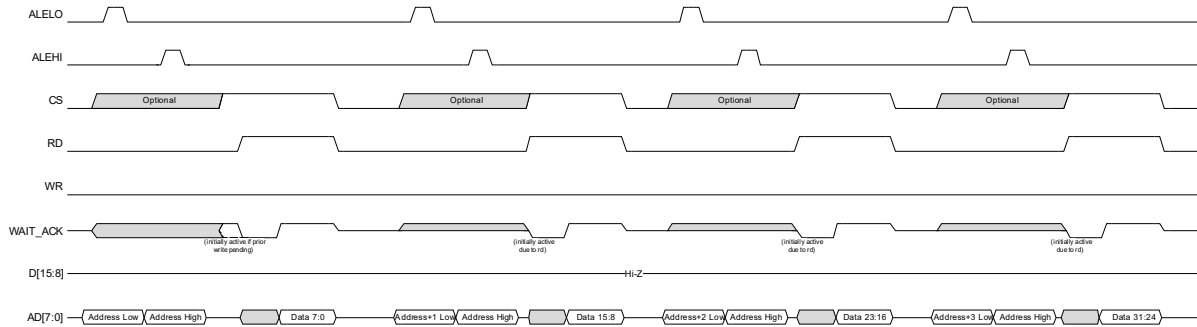 ALELO
ALEHI
CS Optional Optional Optional Optional
RD
WR
WAIT_ACK
(initially active if prior (initially active (initially active (initially active
write pending) due to rd) due to rd) due to rd)
D[15:8] Hi-Z
AD[7:0] Address Low Address High Data 7:0 Address+1 Low Address High Data 15:8 Address+2 Low Address High Data 23:16 Address+3 Low Address High Data 31:24